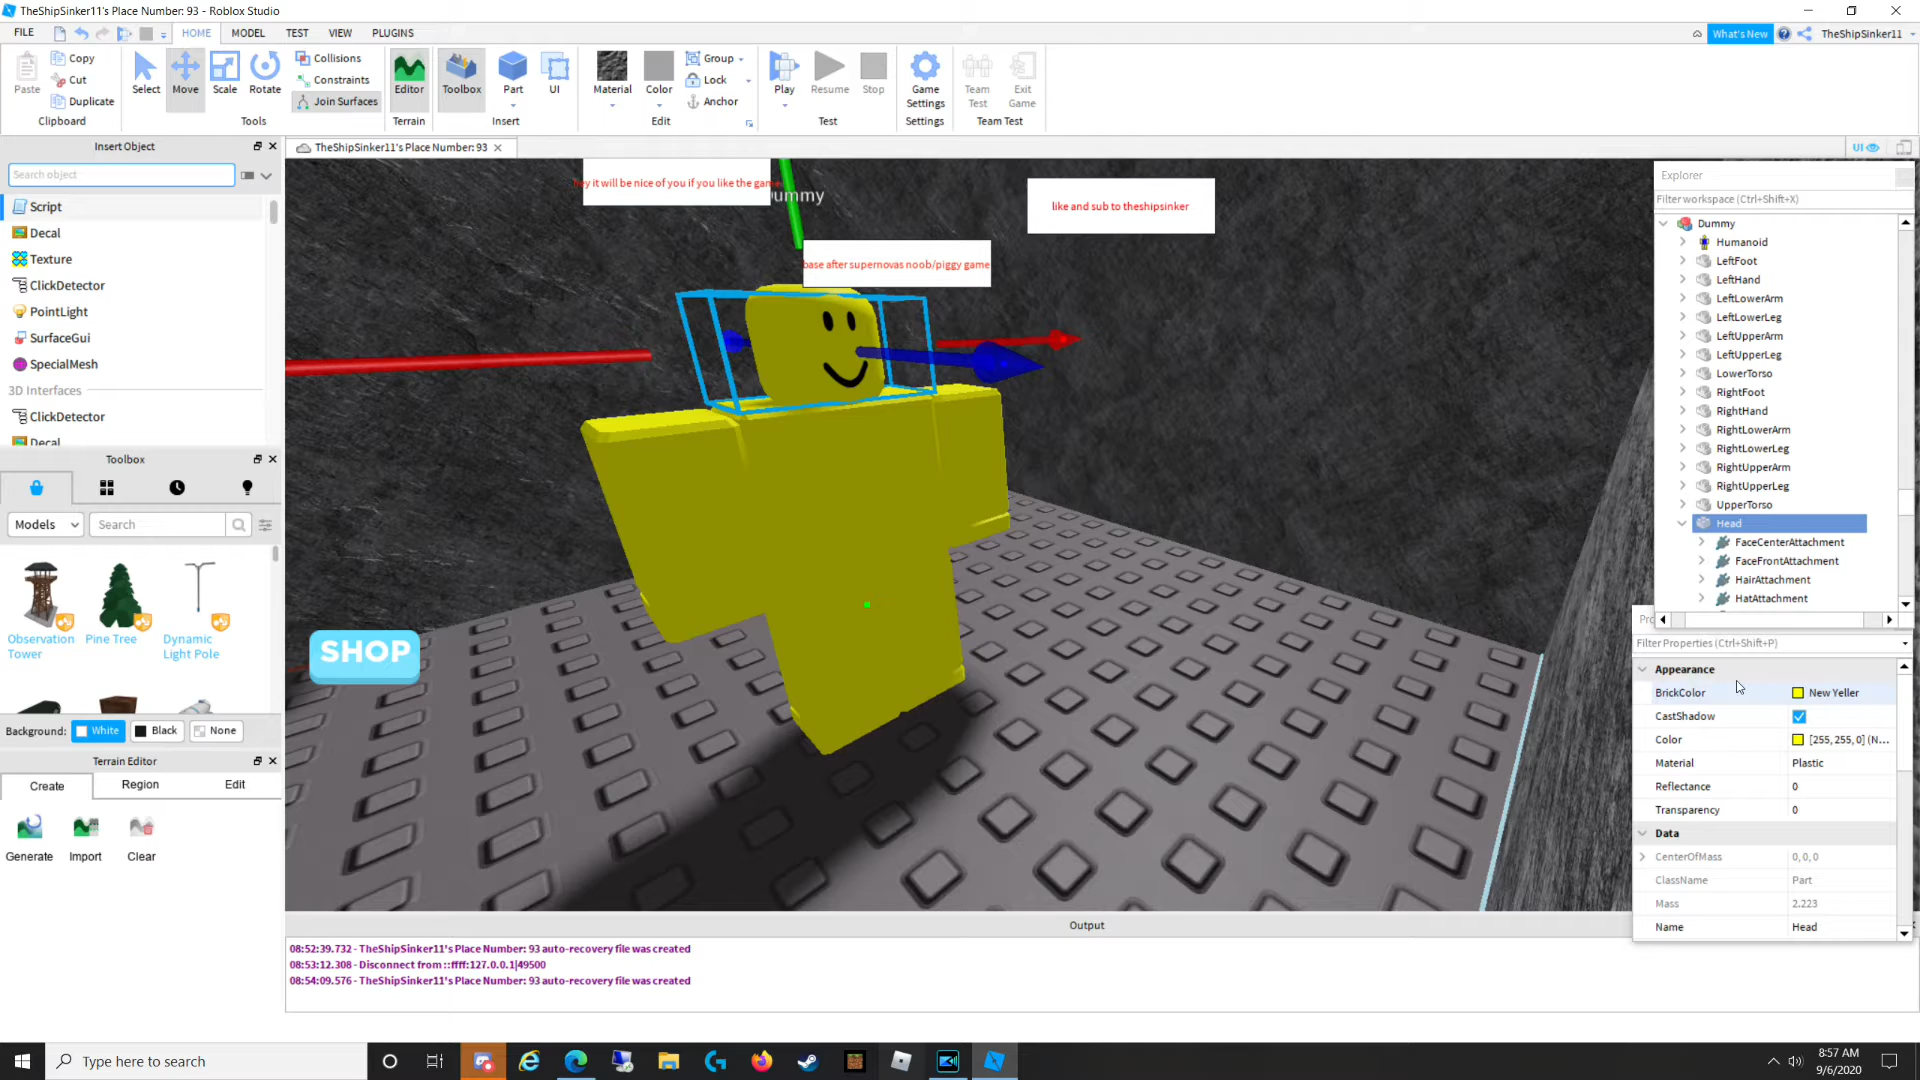 TheShipSinker11's Place Number: 93 - Roblox Studio
FILE
HOME
MODEL
TEST
VIEW
PLUGINS
What's New
TheShipSinker11
Paste
Copy
Cut
Duplicate
Clipboard
Select
Move
Scale
Rotate
Collisions
Constraints
Join Surfaces
Tools
Editor
Terrain
Toolbox
Part
UI
Insert
Material
Color
Group
Lock
Anchor
Edit
Play
Resume
Stop
Test
Game Settings
Settings
Team Test
Exit Game
Team Test
Insert Object
Search object
Script
Decal
Texture
ClickDetector
PointLight
SurfaceGui
SpecialMesh
3D Interfaces
ClickDetector
Decal
Toolbox
Models
Search
Observation Tower
Pine Tree
Dynamic Light Pole
Background:
White
Black
None
Terrain Editor
Create
Region
Edit
Generate
Import
Clear
TheShipSinker11's Place Number: 93
UI
it will be nice of you if you like the game
ummy
like and sub to theshipsinker
base after supernovas noob/piggy game
SHOP
Explorer
Filter workspace (Ctrl+Shift+X)
Dummy
Humanoid
LeftFoot
LeftHand
LeftLowerArm
LeftLowerLeg
LeftUpperArm
LeftUpperLeg
LowerTorso
RightFoot
RightHand
RightLowerArm
RightLowerLeg
RightUpperArm
RightUpperLeg
UpperTorso
Head
FaceCenterAttachment
FaceFrontAttachment
HairAttachment
HatAttachment
Filter Properties (Ctrl+Shift+P)
Appearance
BrickColor New Yeller
CastShadow
Color [255, 255, 0] (N...
Material Plastic
Reflectance 0
Transparency 0
Data
CenterOfMass 0, 0, 0
ClassName Part
Mass 2.223
Name Head
Output
08:52:39.732 - TheShipSinker11's Place Number: 93 auto-recovery file was created
08:53:12.308 - Disconnect from ::ffff:127.0.0.1|49500
08:54:09.576 - TheShipSinker11's Place Number: 93 auto-recovery file was created
Type here to search
8:57 AM
9/6/2020